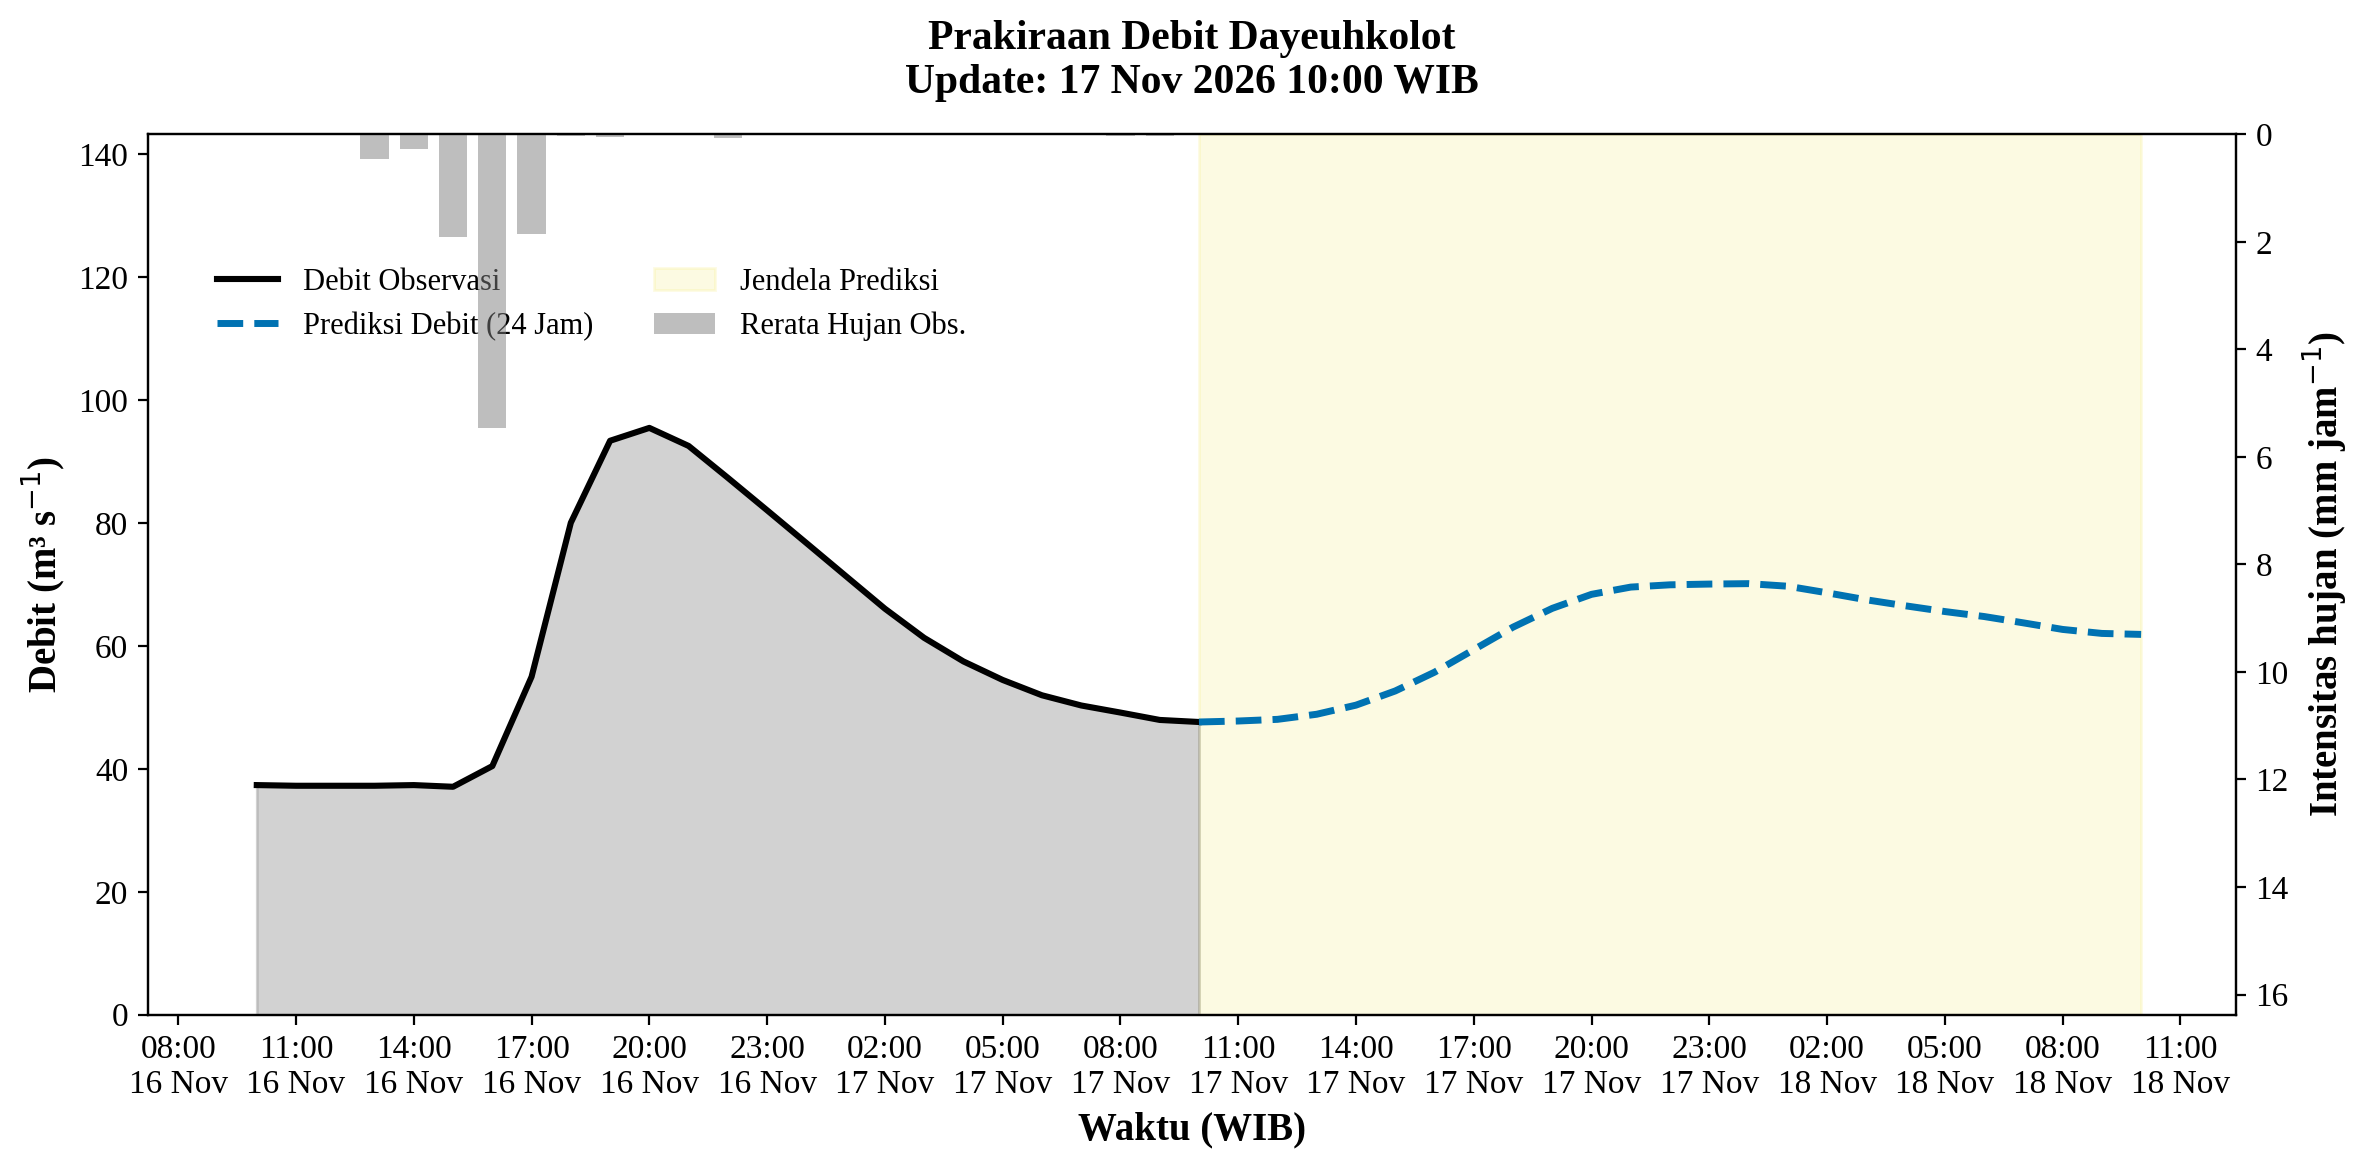 Prakiraan Debit Dayeuhkolot
Update: 17 Nov 2026 10:00 WIB
Debit (m³ s⁻¹)
140
120
100
80
60
40
20
0
Debit Observasi
Prediksi Debit (24 Jam)
Jendela Prediksi
Rerata Hujan Obs.
0
2
4
6
8
10
12
14
16
Intensitas hujan (mm jam⁻¹)
08:00 11:00 14:00 17:00 20:00 23:00 02:00 05:00 08:00 11:00 14:00 17:00 20:00 23:00 02:00 05:00 08:00 11:00
16 Nov 16 Nov 16 Nov 16 Nov 16 Nov 16 Nov 17 Nov 17 Nov 17 Nov 17 Nov 17 Nov 17 Nov 17 Nov 17 Nov 18 Nov 18 Nov 18 Nov 18 Nov
Waktu (WIB)